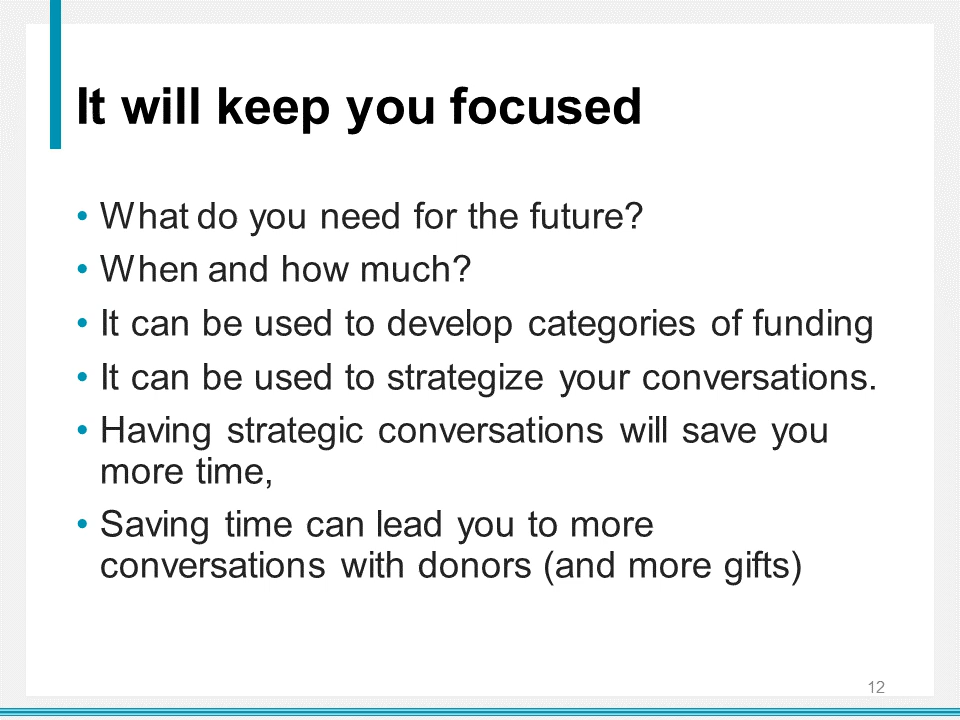 It will keep you focused
• What do you need for the future?
• When and how much?
• It can be used to develop categories of funding
• It can be used to strategize your conversations.
• Having strategic conversations will save you
more time,
• Saving time can lead you to more
conversations with donors (and more gifts)
12